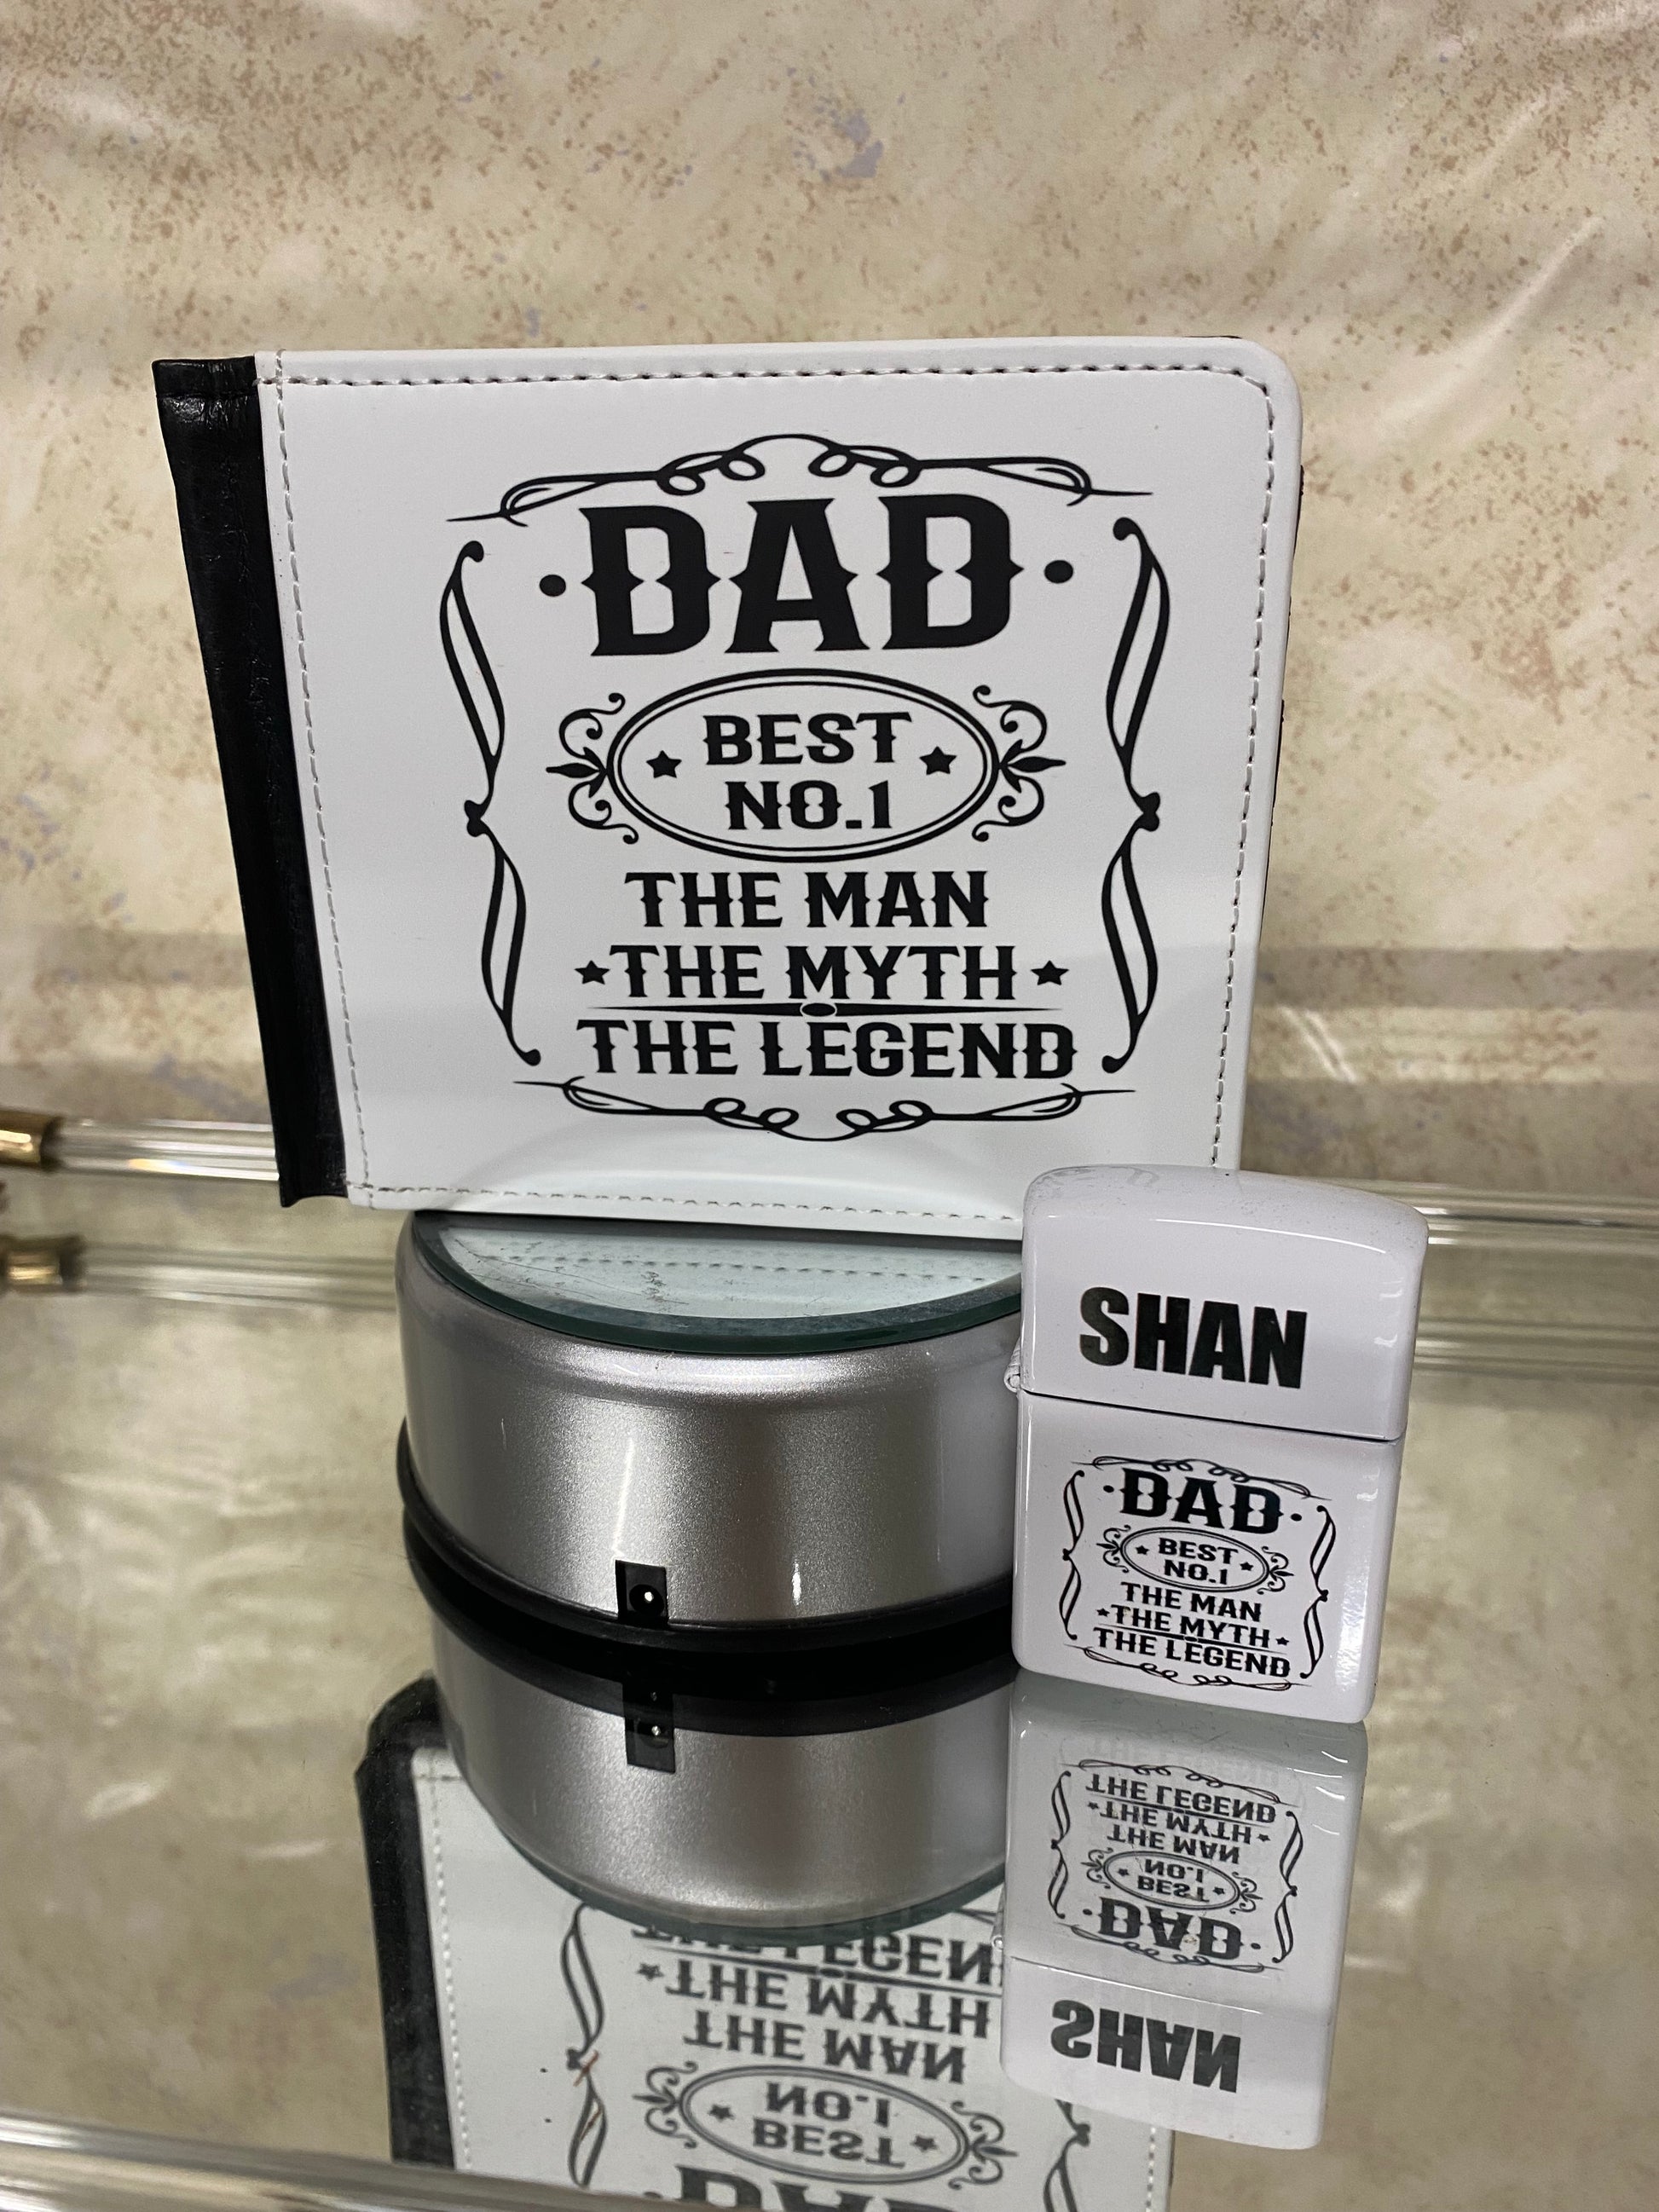 DAD
BEST
NO.1
THE MAN
THE MYTH
THE LEGEND
SHAN
DAD
BEST
NO.1
THE MAN
THE MYTH
THE LEGEND